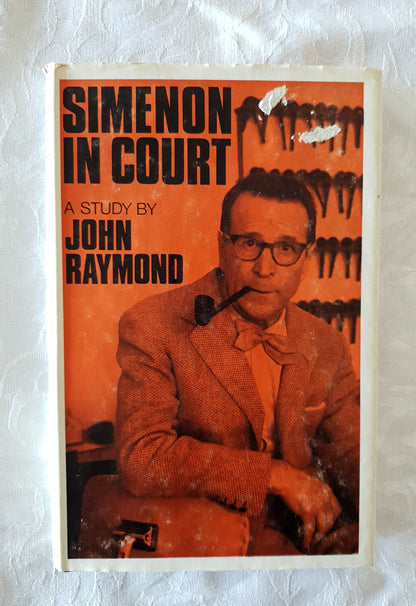 SIMENON
IN COURT
A STUDY BY
JOHN
RAYMOND